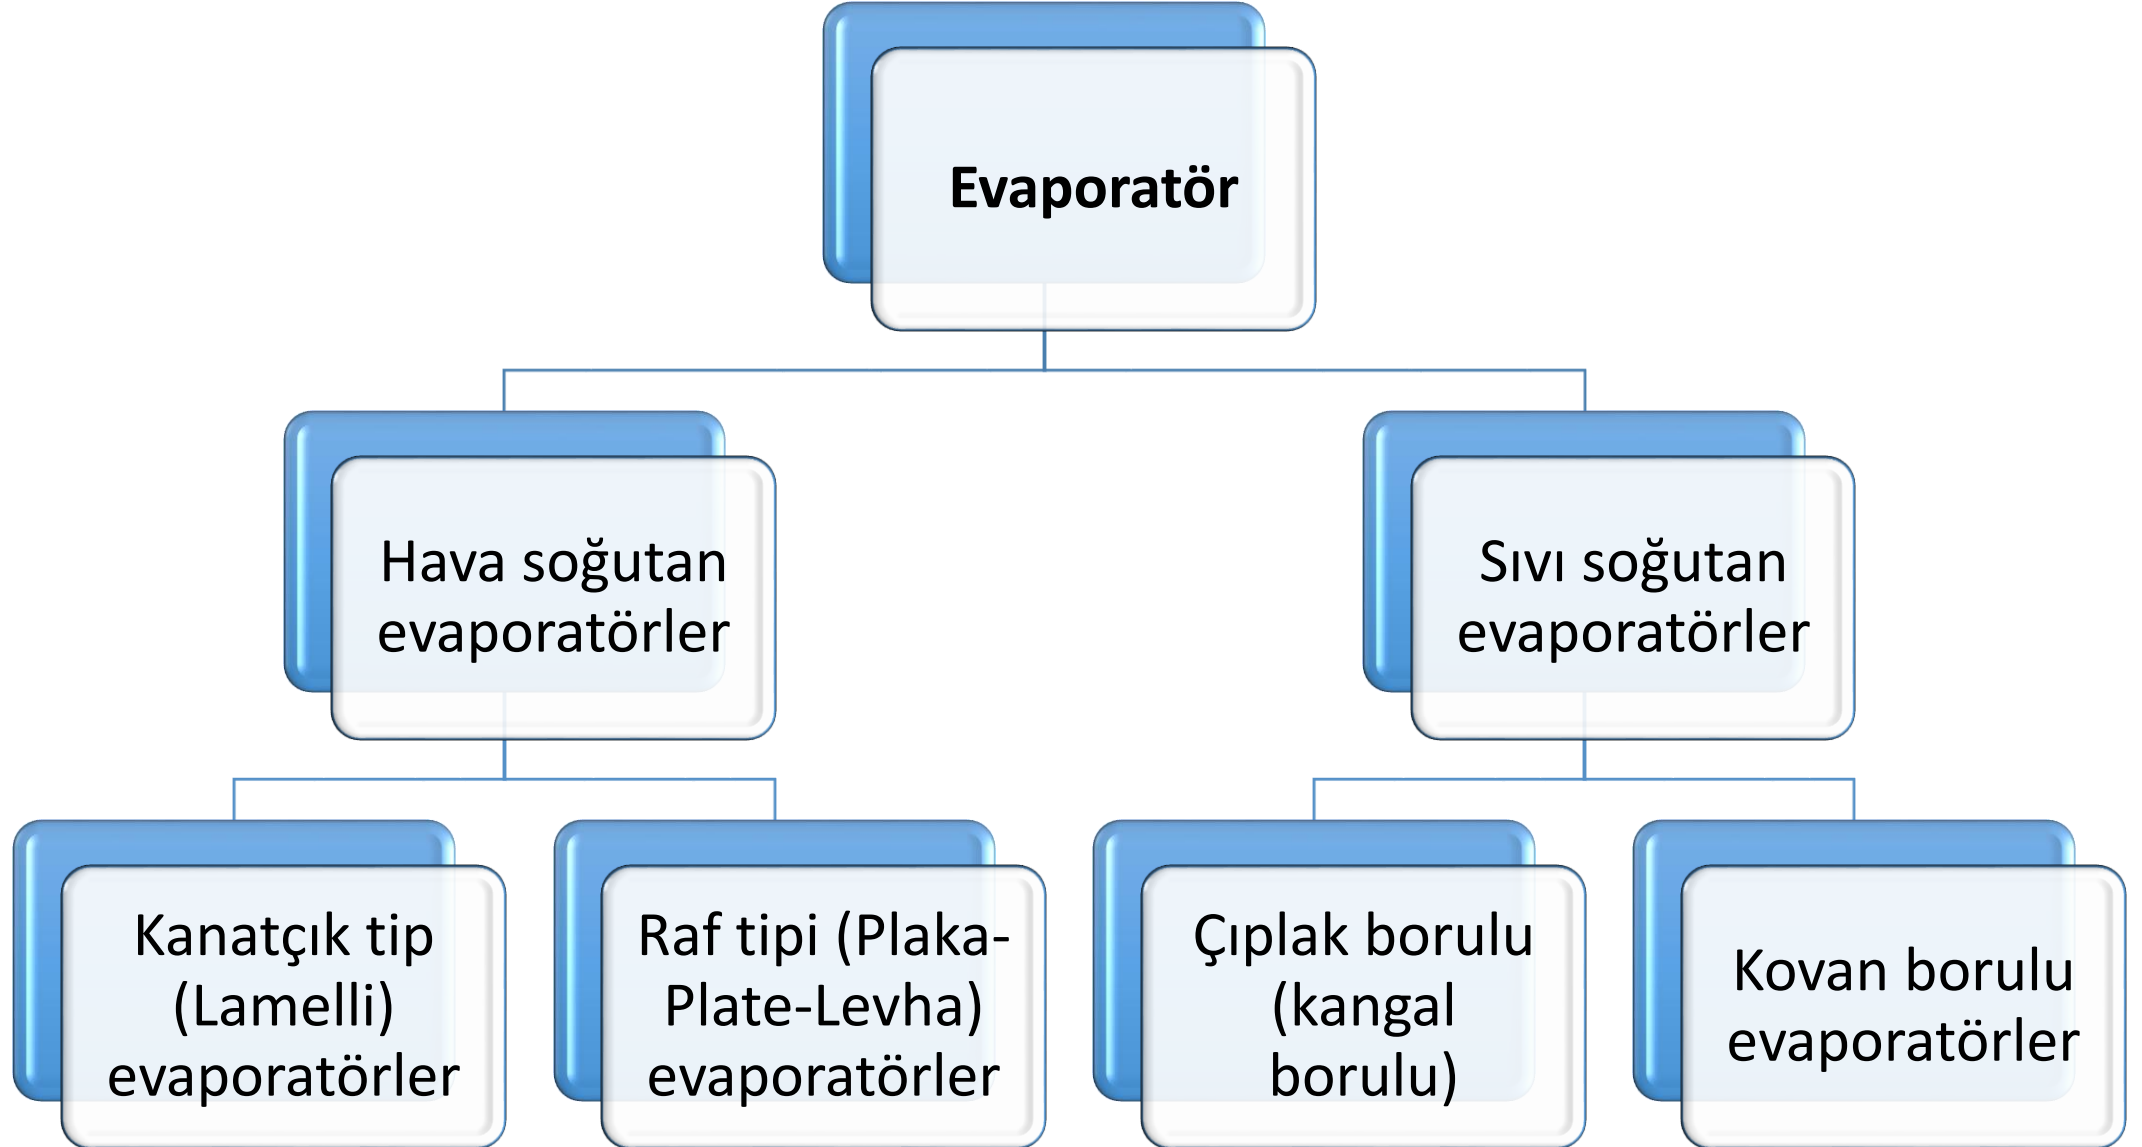 Evaporatör
Hava soğutan
evaporatörler
Sıvı soğutan
evaporatörler
Kanatçık tip
(Lamelli)
evaporatörler
Raf tipi (Plaka-
Plate-Levha)
evaporatörler
Çıplak borulu
(kangal
borulu)
Kovan borulu
evaporatörler